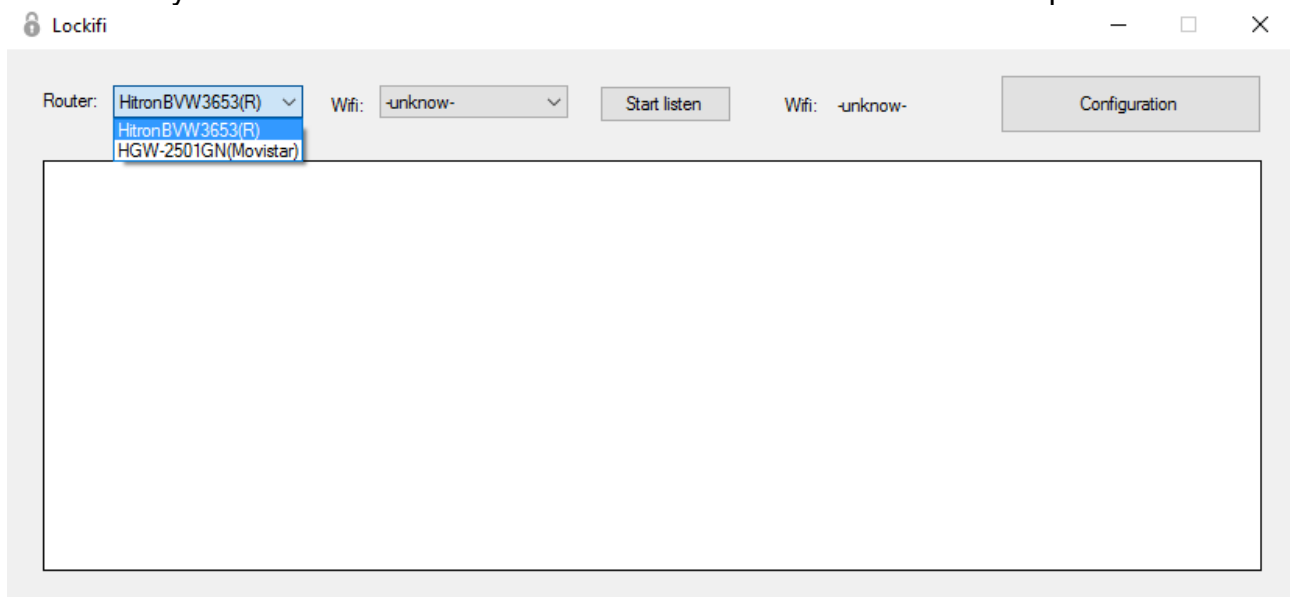 Lockifi
Router: HitronBVW3653(R) Wifi: -unknow- Start listen Wifi: -unknow- Configuration
HitronBVW3653(R)
HGW-2501GN(Movistar)